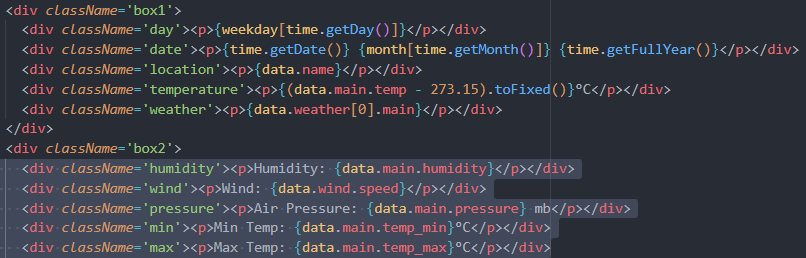 <div className='box1'>
<div className='day'><p>{weekday[time.getDay()]}</p></div>
<div className='date'><p>{time.getDate()} {month[time.getMonth()]} {time.getFullYear()}</p></div>
<div className='location'><p>{data.name}</p></div>
<div className='temperature'><p>{(data.main.temp - 273.15).toFixed()}°C</p></div>
<div className='weather'><p>{data.weather[0].main}</p></div>
</div>
<div className='box2'>
<div className='humidity'><p>Humidity: {data.main.humidity}</p></div>
<div className='wind'><p>Wind: {data.wind.speed}</p></div>
<div className='pressure'><p>Air Pressure: {data.main.pressure} mb</p></div>
<div className='min'><p>Min Temp: {data.main.temp_min}°C</p></div>
<div className='max'><p>Max Temp: {data.main.temp_max}°C</p></div>